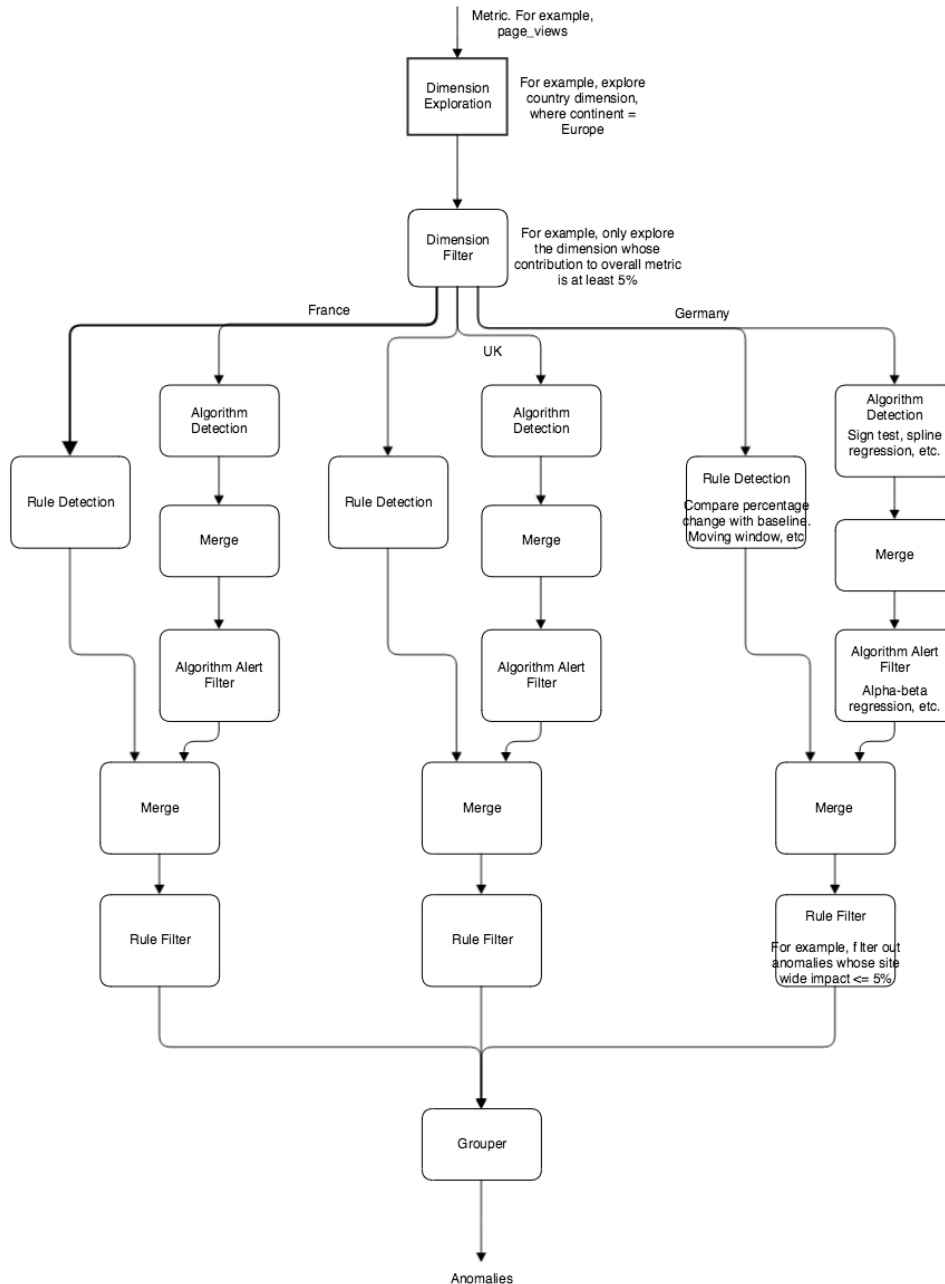 Metric. For example,
page_views
Dimension
Exploration
For example, explore
country dimension,
where continent =
Europe
Dimension
Filter
For example, only explore
the dimension whose
contribution to overall metric
is at least 5%
France
Germany
UK
Algorithm
Detection
Algorithm
Detection
Algorithm
Detection
Sign test, spline
regression, etc.
Rule Detection
Rule Detection
Rule Detection
Compare percentage
change with baseline.
Moving window, etc
Merge
Merge
Merge
Algorithm Alert
Filter
Algorithm Alert
Filter
Algorithm Alert
Filter
Alpha-beta
regression, etc.
Merge
Merge
Merge
Rule Filter
Rule Filter
Rule Filter
For example, f lter out
anomalies whose site
wide impact <= 5%
Grouper
Anomalies